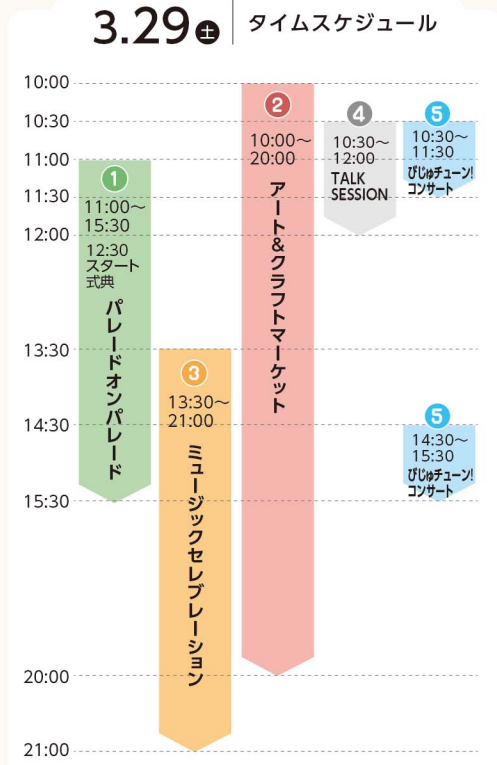 3.29土
タイムスケジュール
10:00
10:30
11:00
11:30
12:00
13:30
14:30
15:30
20:00
21:00
1
11:00～
15:30
12:30
スタート
式典
パレードオンパレード
3
13:30～
21:00
ミュージックセレブレーション
2
10:00～
20:00
アート&クラフトマーケット
4
10:30～
12:00
TALK
SESSION
5
10:30～
11:30
びじゅチューン!
コンサート
5
14:30～
15:30
びじゅチューン!
コンサート